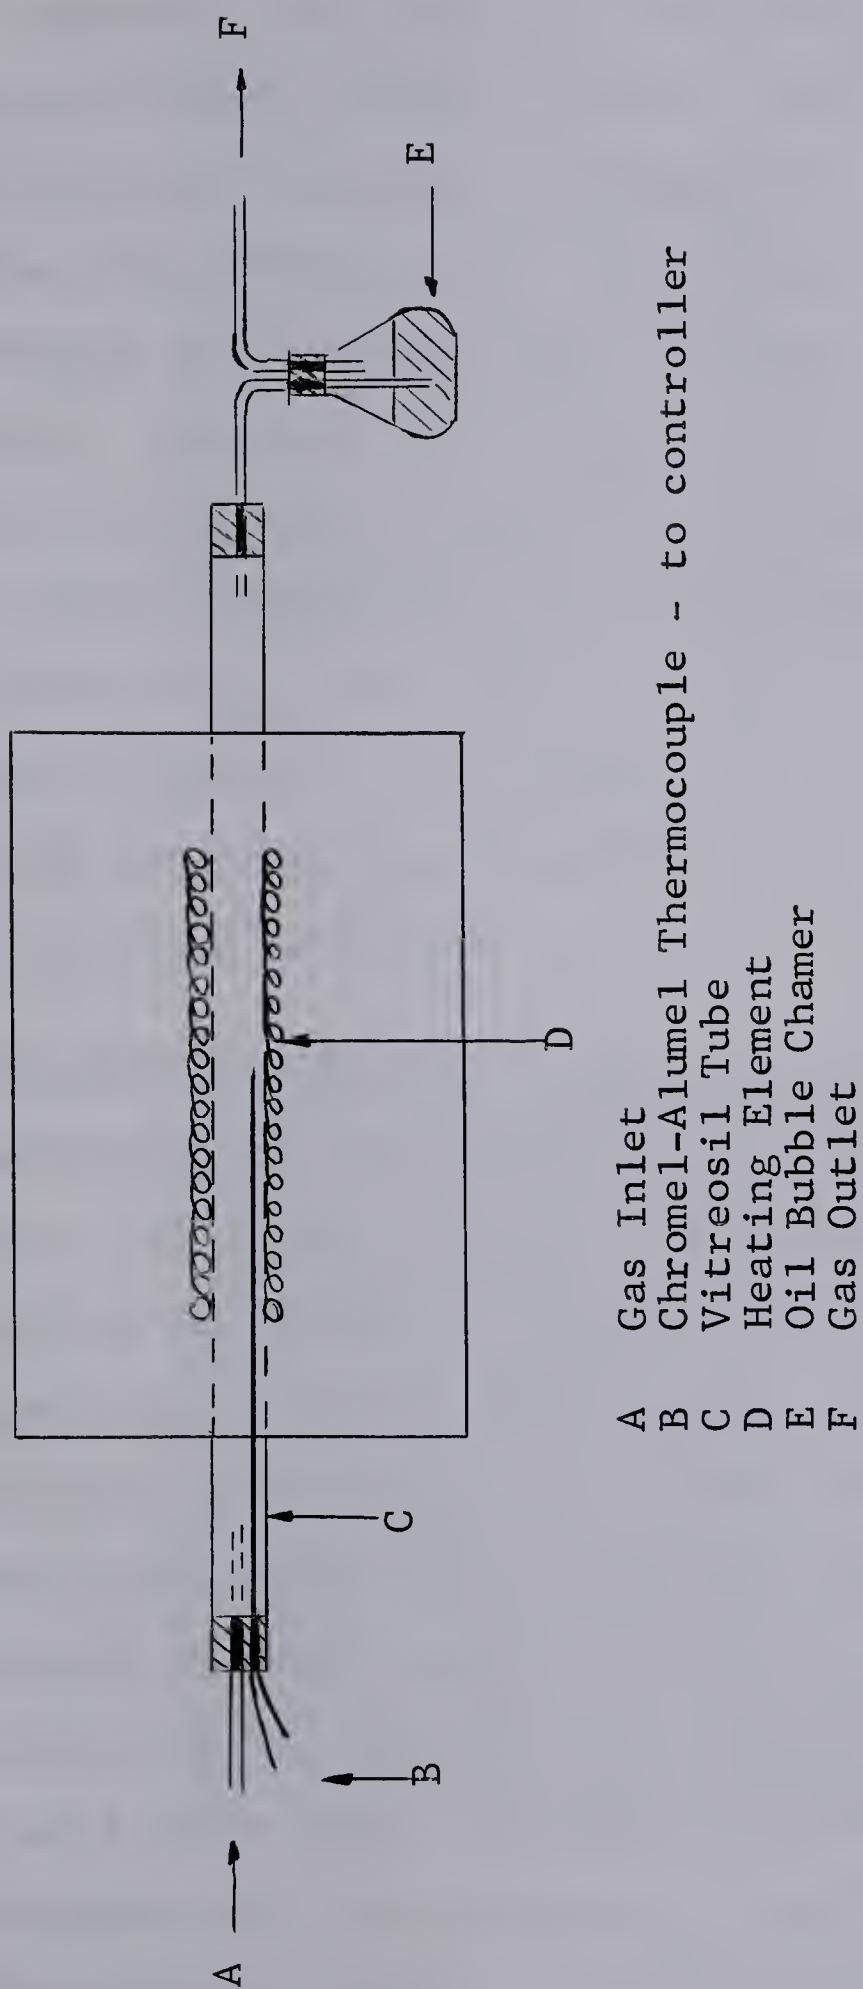 A
B
C
D
E
F
A Gas Inlet
B Chromel-Alumel Thermocouple - to controller
C Vitreosil Tube
D Heating Element
E Oil Bubble Chamer
F Gas Outlet